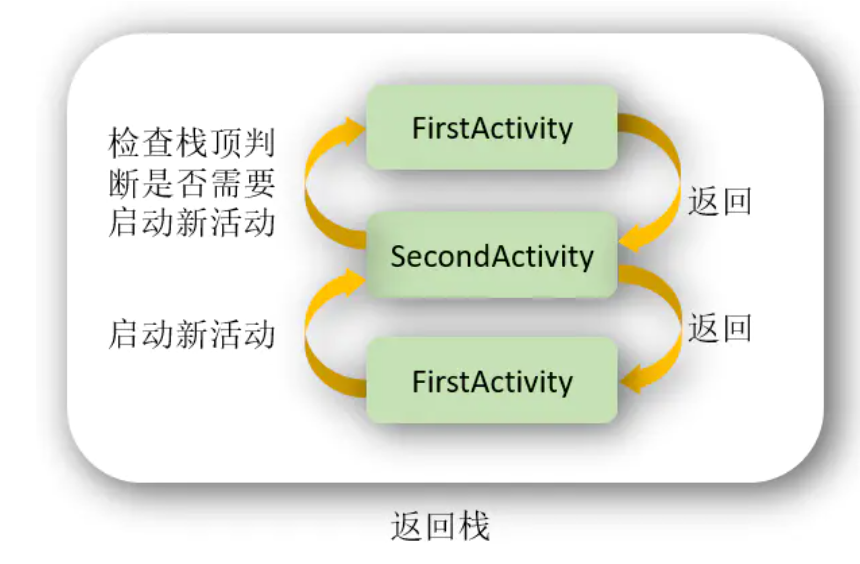 FirstActivity
检查栈顶判
断是否需要
启动新活动
返回
SecondActivity
启动新活动
返回
FirstActivity
返回栈